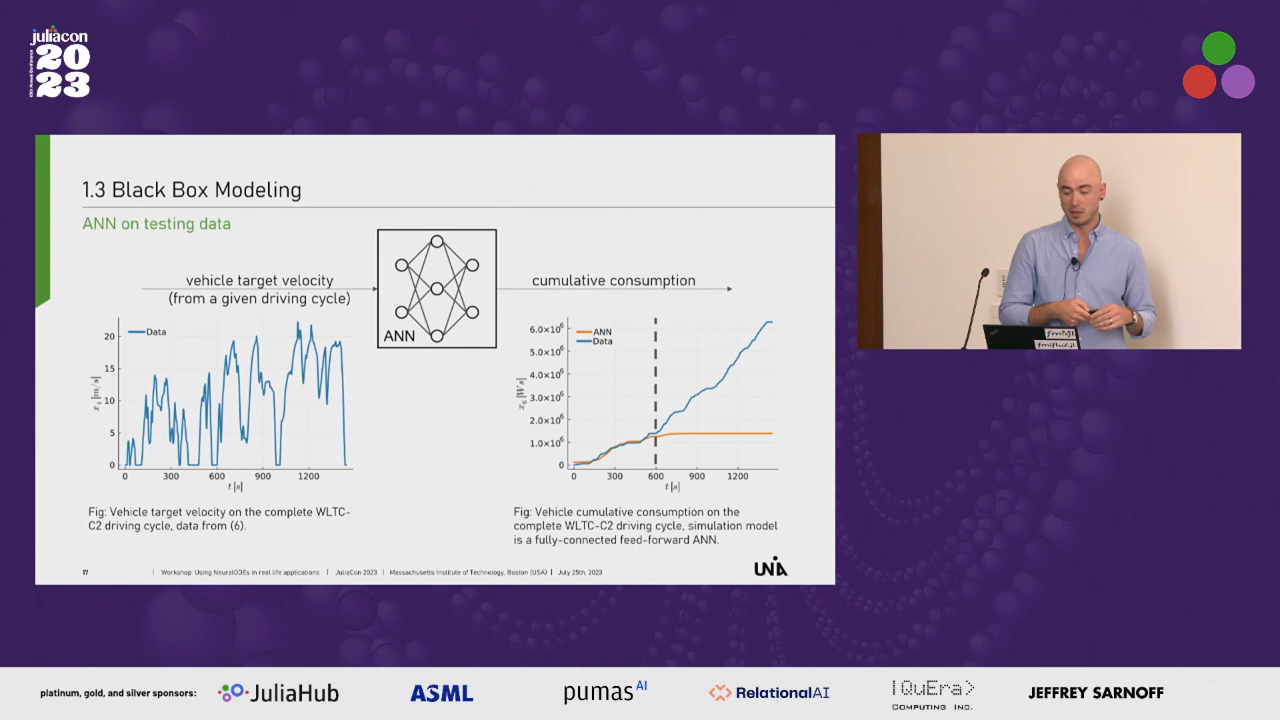 juliacon
2023
1.3 Black Box Modeling
ANN on testing data
vehicle target velocity
(from a given driving cycle)
ANN
cumulative consumption
Data
20
15
10
5
0
0
300
600
900
1200
t [s]
ANN
Data
6.0×10⁶
5.0×10⁶
4.0×10⁶
3.0×10⁶
2.0×10⁶
1.0×10⁶
0
0
300
600
900
1200
t [s]
Fig: Vehicle target velocity on the complete WLTC-
C2 driving cycle, data from (6).
Fig: Vehicle cumulative consumption on the
complete WLTC-C2 driving cycle, simulation model
is a fully-connected feed-forward ANN.
17 | Workshop: Using NeuralODEs in real life applications | JuliaCon 2023 | Massachusetts Institute of Technology, Boston (USA) | July 25th, 2023
UNIA
fmi.jl
fmiflux.jl
platinum, gold, and silver sponsors:
JuliaHub
ASML
pumas AI
RelationalAI
|QuEra>
COMPUTING INC.
JEFFREY SARNOFF